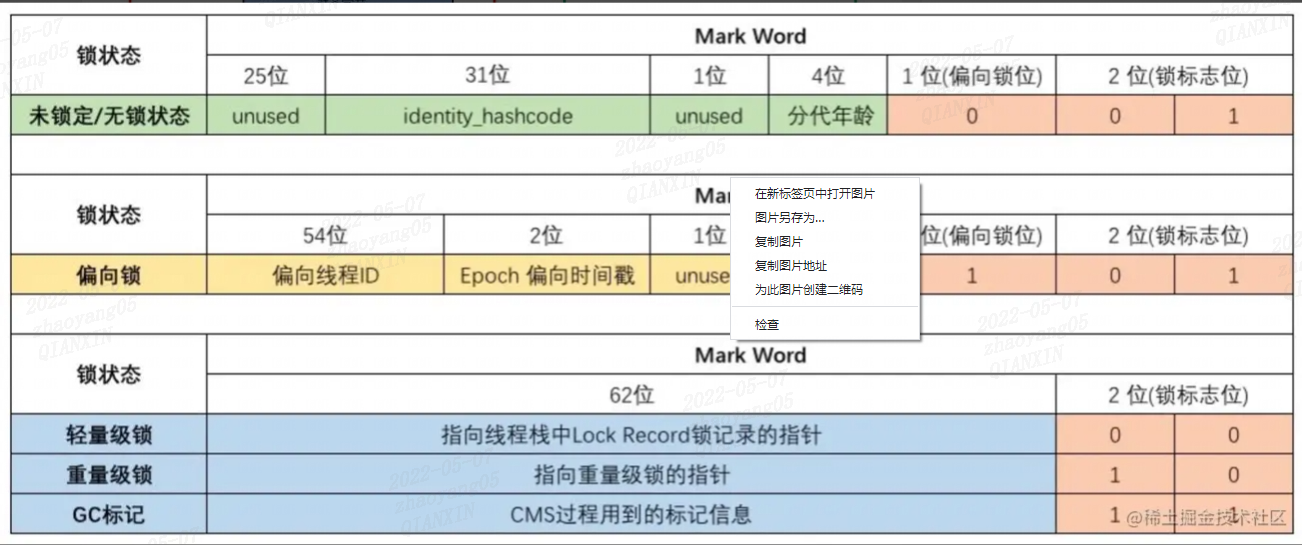 锁状态 Mark Word
25位 31位 1位 4位 1 位(偏向锁位) 2 位(锁标志位)
未锁定/无锁状态 unused identity_hashcode unused 分代年龄 0 0 1
锁状态
54位 2位 1位 位(偏向锁位) 2 位(锁标志位)
偏向锁 偏向线程ID Epoch 偏向时间戳 1 0 1
在新标签页中打开图片
图片另存为...
复制图片
复制图片地址
为此图片创建二维码
检查
锁状态 Mark Word
62位 2 位(锁标志位)
轻量级锁 指向线程栈中Lock Record锁记录的指针 0 0
重量级锁 指向重量级锁的指针 1 0
GC标记 CMS过程用到的标记信息 1 1
@稀土掘金技术社区
2022-05-07
zhaoyang05
QIANXIN